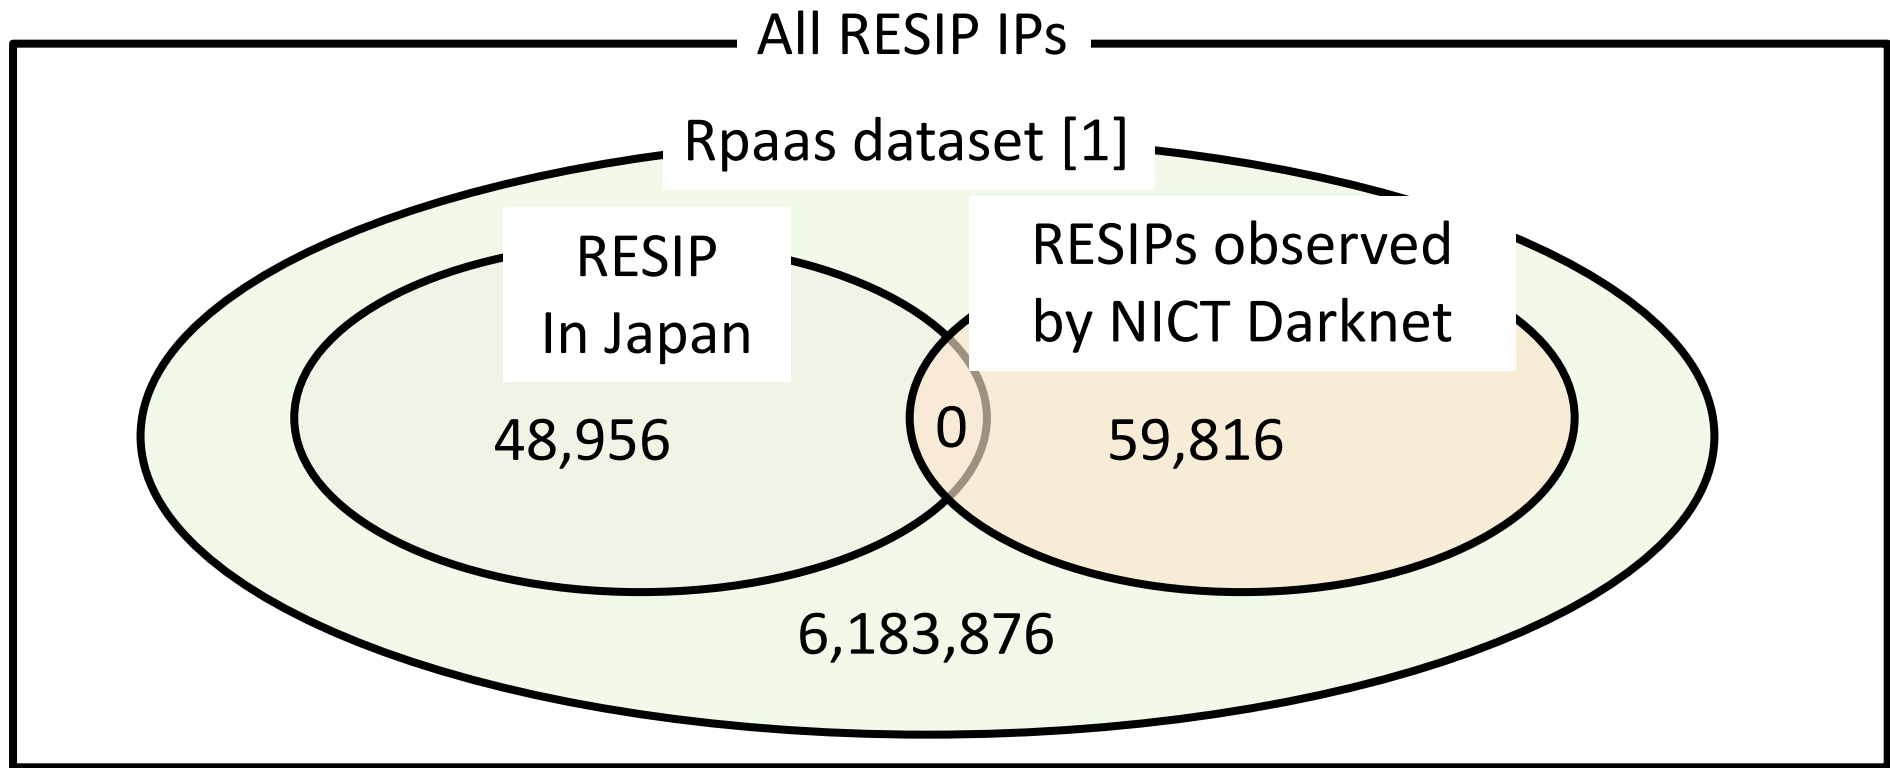 All RESIP IPs
Rpaas dataset [1]
RESIP
In Japan
RESIPs observed
by NICT Darknet
48,956
0
59,816
6,183,876